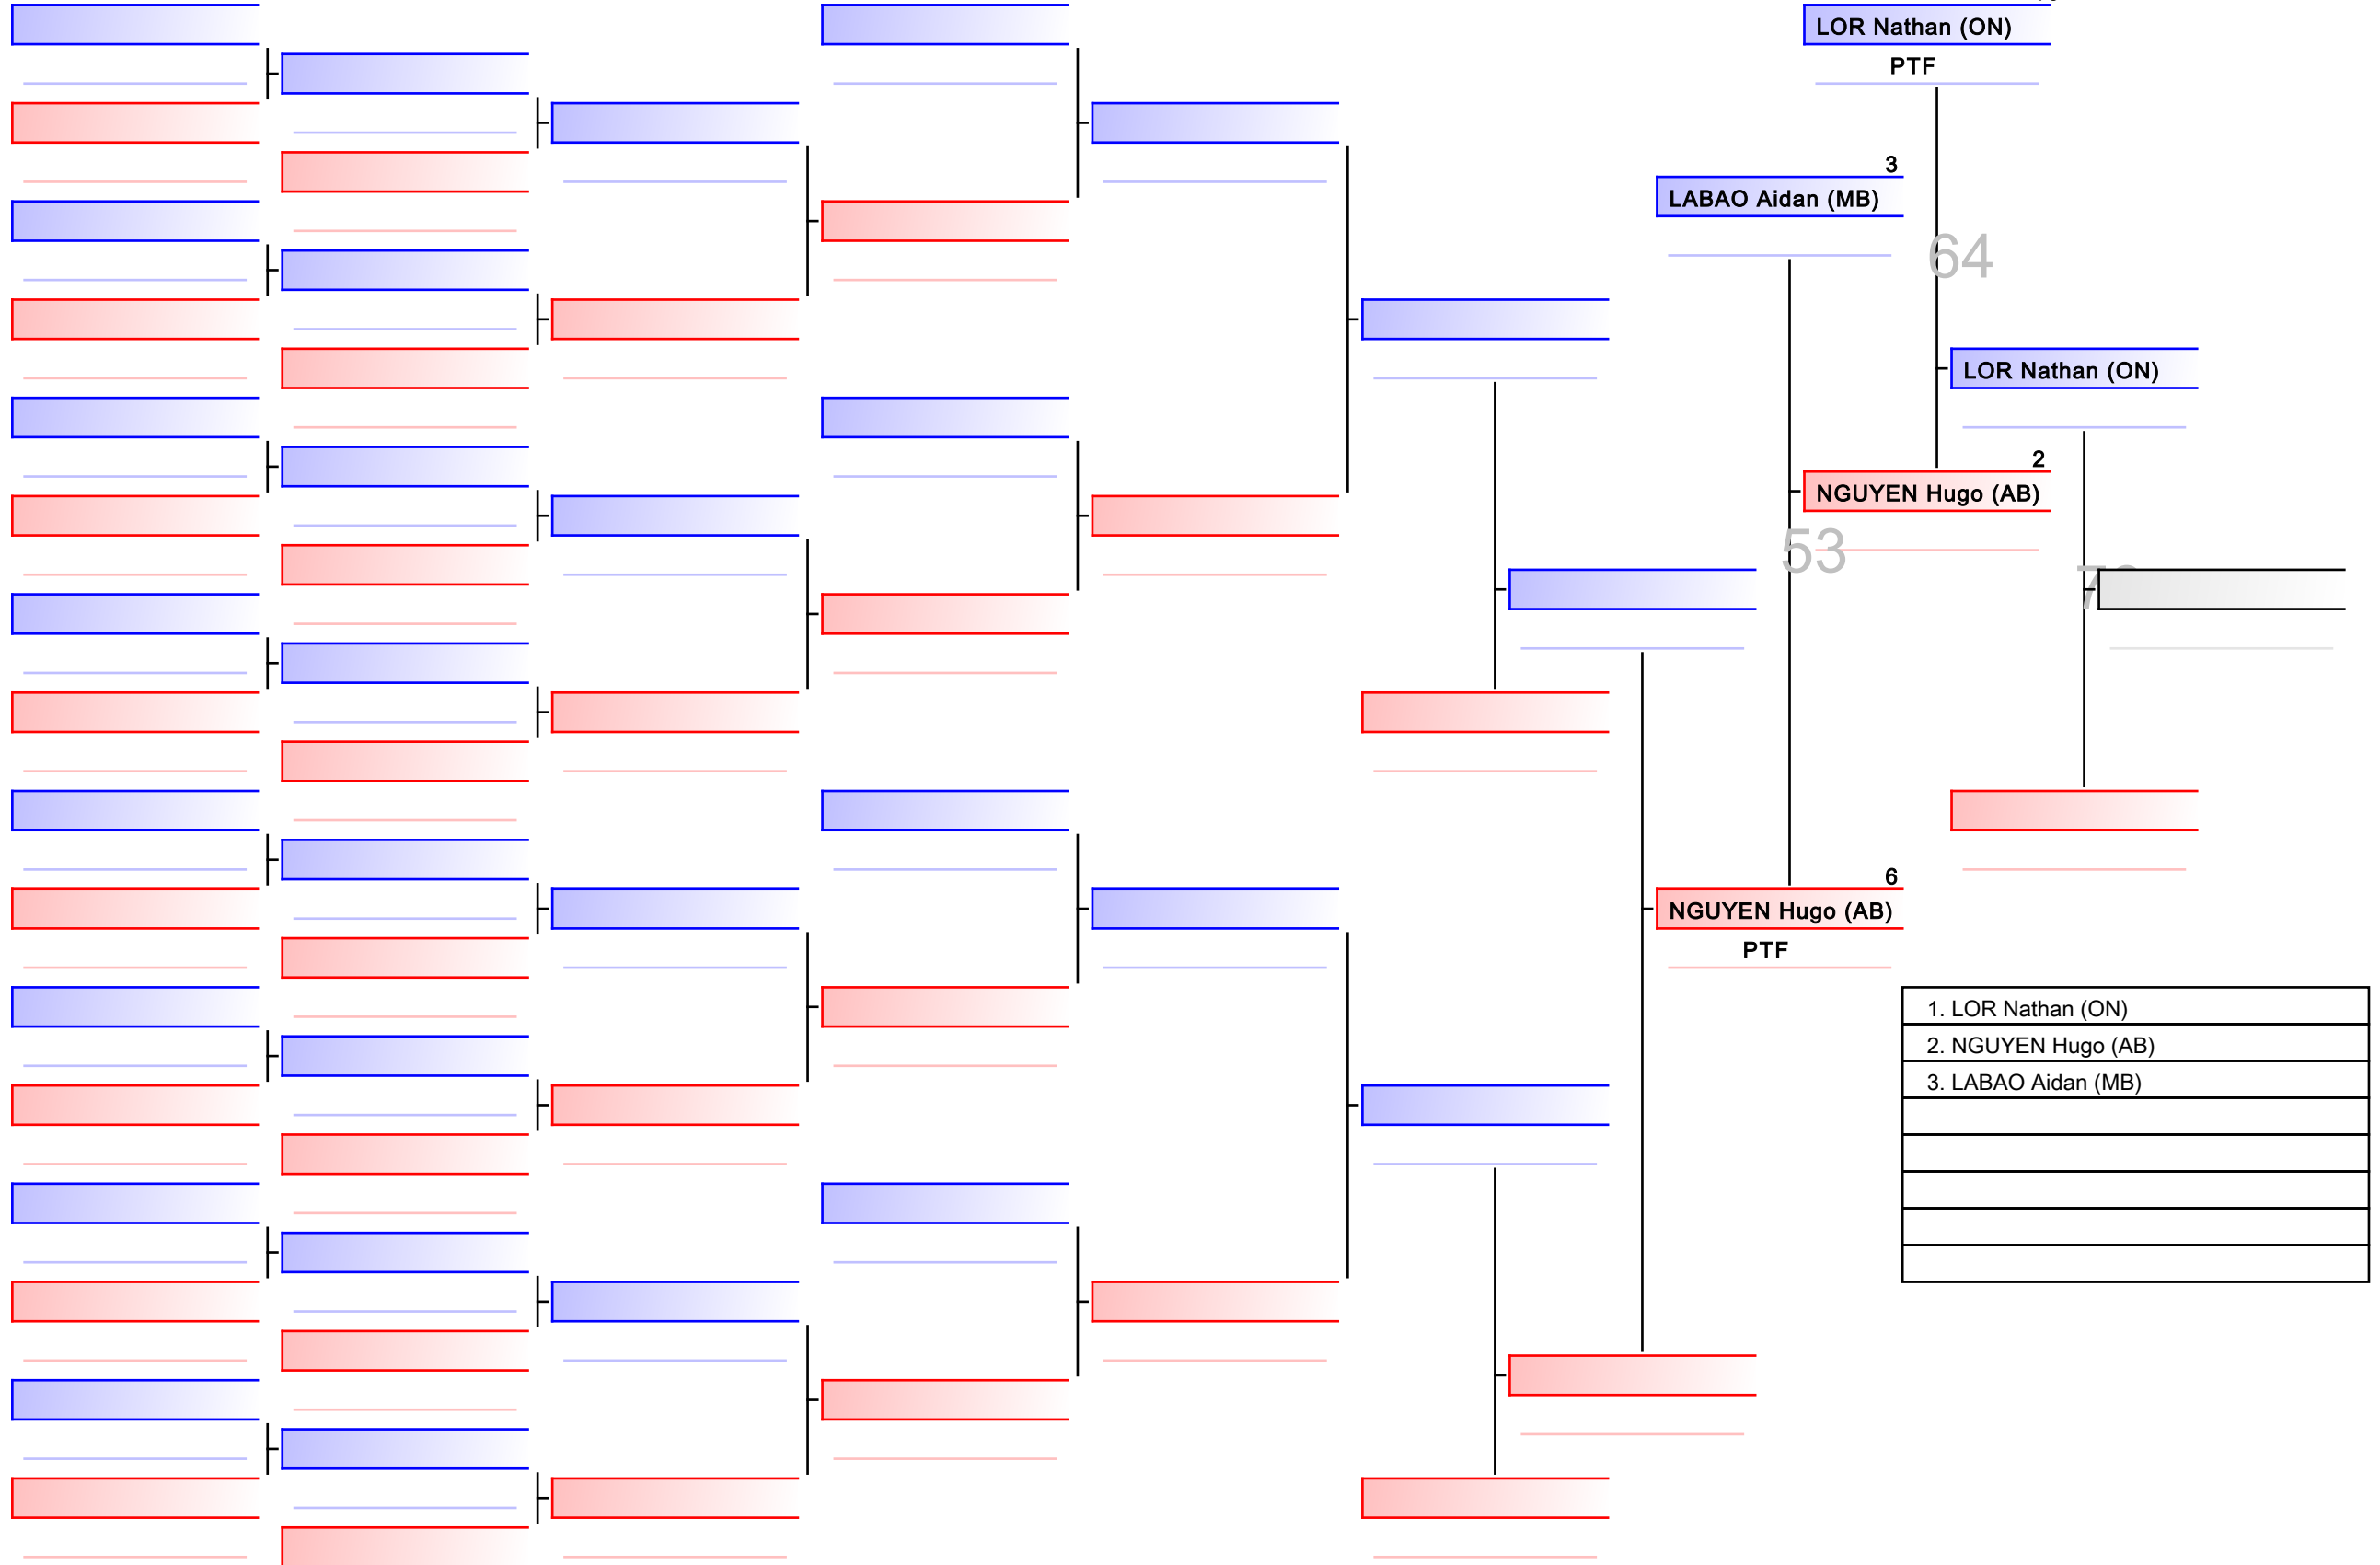 LOR Nathan (ON)
PTF
3
LABAO Aidan (MB)
64
LOR Nathan (ON)
2
NGUYEN Hugo (AB)
53
6
NGUYEN Hugo (AB)
PTF
1. LOR Nathan (ON)
2. NGUYEN Hugo (AB)
3. LABAO Aidan (MB)